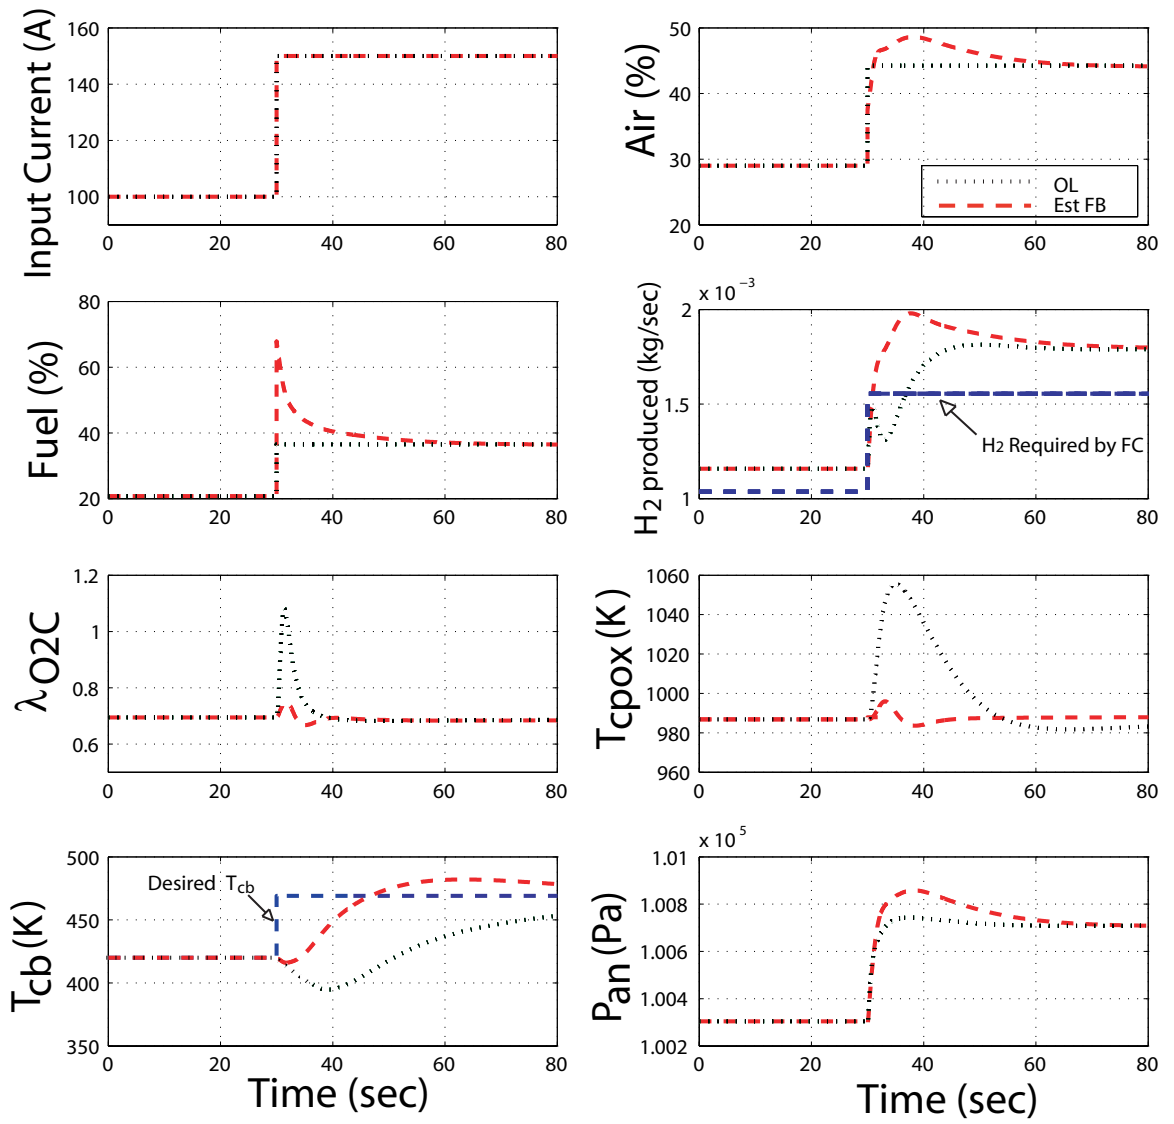 Input Current (A)
160
140
120
100
0 20 40 60 80
Air (%)
50
40
30
20
OL
Est FB
0 20 40 60 80
Fuel (%)
80
60
40
20
0 20 40 60 80
H2 produced (kg/sec)
x 10 −3
2
1.5
1
H2 Required by FC
0 20 40 60 80
λO2C
1.2
1
0.8
0.6
0 20 40 60 80
Tcpox (K)
1060
1040
1020
1000
980
960
0 20 40 60 80
Tcb (K)
500
450
400
350
Desired Tcb
0 20 40 60 80
Time (sec)
Pan (Pa)
x 10 5
1.01
1.008
1.006
1.004
1.002
0 20 40 60 80
Time (sec)